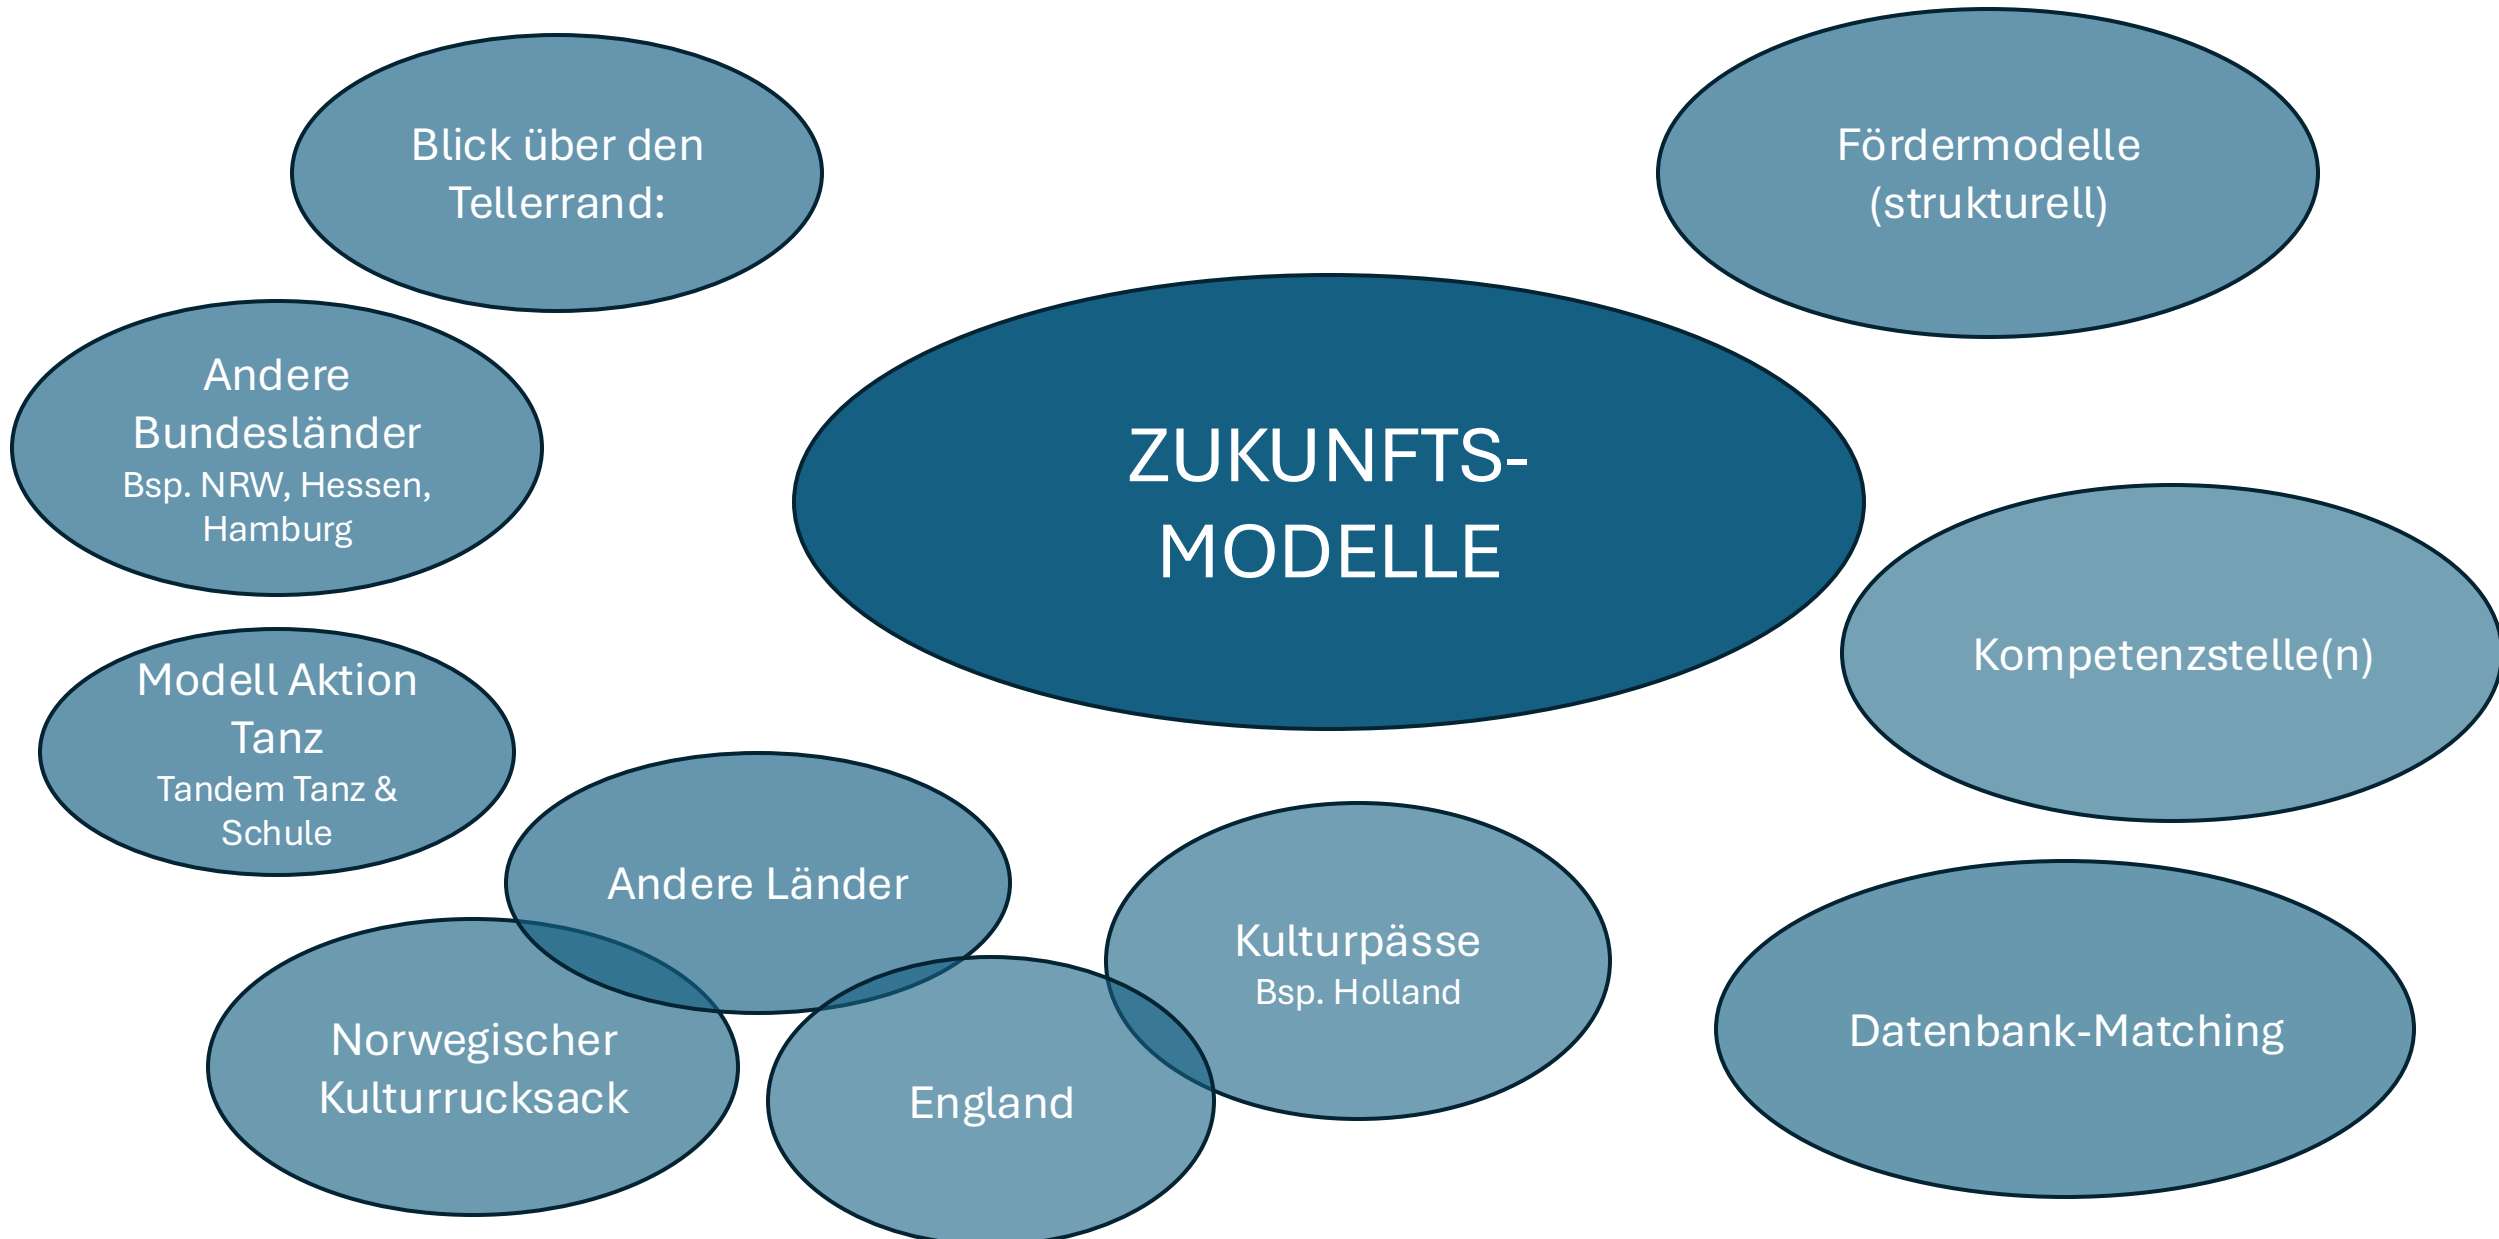 Blick über den
Tellerrand:
Fördermodelle
(strukturell)
Andere
Bundesländer
Bsp. NRW, Hessen,
Hamburg
ZUKUNFTS-
MODELLE
Kompetenzstelle(n)
Modell Aktion
Tanz
Tandem Tanz &
Schule
Andere Länder
Kulturpässe
Bsp. Holland
Norwegischer
Kulturrucksack
England
Datenbank-Matching